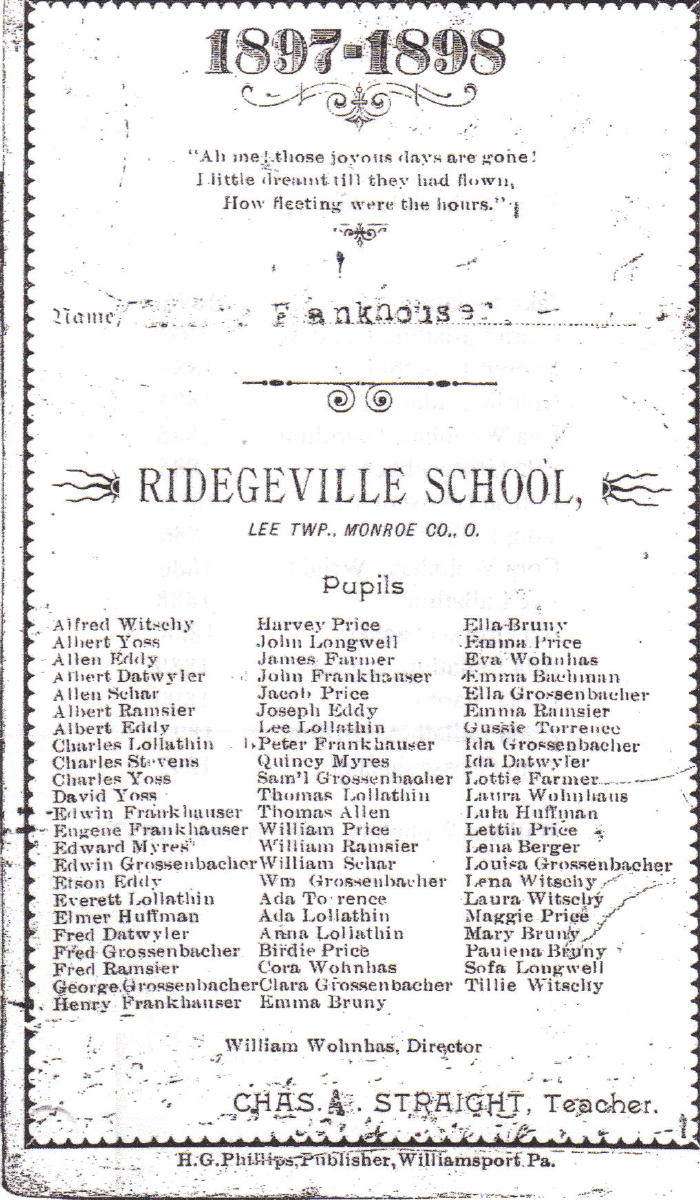 1897-1898
"Ah me! those joyous days are gone!
I little dreamt till they had flown,
How fleeting were the hours."
Name, Fankhouser
RIDEGEVILLE SCHOOL,
LEE TWP., MONROE CO., O.
Pupils
Alfred Witschy Harvey Price Ella Bruny
Albert Yoss John Longwell Emma Price
Allen Eddy James Farmer Eva Wohnhas
Albert Datwyler John Frankhauser Emma Bachman
Allen Schar Jacob Price Ella Grossenbacher
Albert Ramsier Joseph Eddy Emma Ramsier
Albert Eddy Lee Lollathin Gussie Torrence
Charles Lollathin Peter Frankhauser Ida Grossenbacher
Charles Stevens Quincy Myres Ida Datwyler
Charles Yoss Sam'l Grossenbacher Lottie Farmer
David Yoss Thomas Lollathin Laura Wohnhaus
Edwin Frankhauser Thomas Allen Lula Huffman
Eugene Frankhauser William Price Lettia Price
Edward Myres William Ramsier Lena Berger
Edwin Grossenbacher William Schar Louisa Grossenbacher
Etson Eddy Wm Grossenbacher Lena Witschy
Everett Lollathin Ada To rence Laura Witschy
Elmer Huffman Ada Lollathin Maggie Price
Fred Datwyler Anna Lollathin Mary Bruny
Fred Grossenbacher Birdie Price Paulena Bruny
Fred Ramsier Cora Wohnhas Sofa Longwell
George Grossenbacher Clara Grossenbacher Tillie Witschy
Henry Frankhauser Emma Bruny
William Wohnhas, Director
CHAS. A. STRAIGHT, Teacher.
H.G. Phillips, Publisher, Williamsport, Pa.